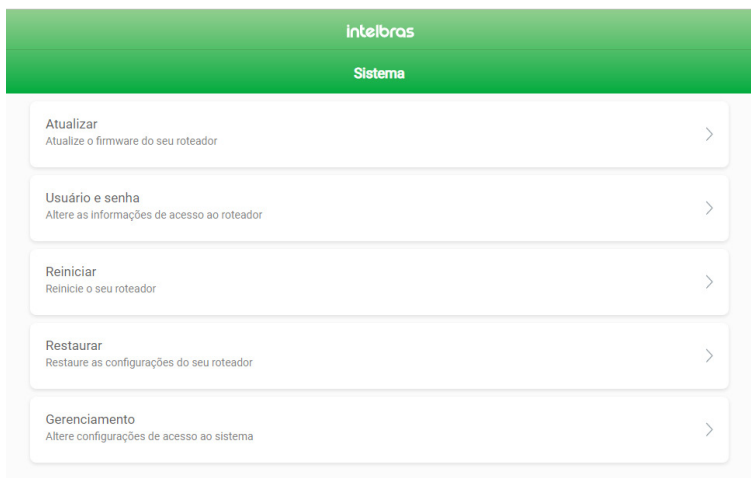 intelbras
Sistema
Atualizar
Atualize o firmware do seu roteador
Usuário e senha
Altere as informações de acesso ao roteador
Reiniciar
Reinicie o seu roteador
Restaurar
Restaure as configurações do seu roteador
Gerenciamento
Altere configurações de acesso ao sistema